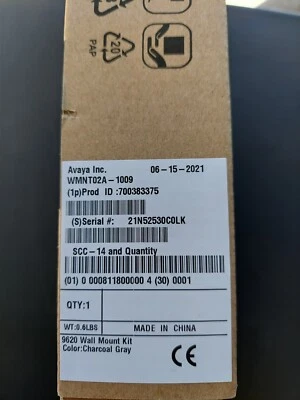 20
PAP
Avaya Inc. 06-15-2021
WMNT02A-1009
(1p)Prod ID :700383375
(S)Serial #: 21N52530C0LK
SCC-14 and Quantity
(01) 0 0000811800000 4 (30) 0001
QTY:1
WT:0.6LBS MADE IN CHINA
9620 Wall Mount Kit
Color:Charcoal Gray
CE